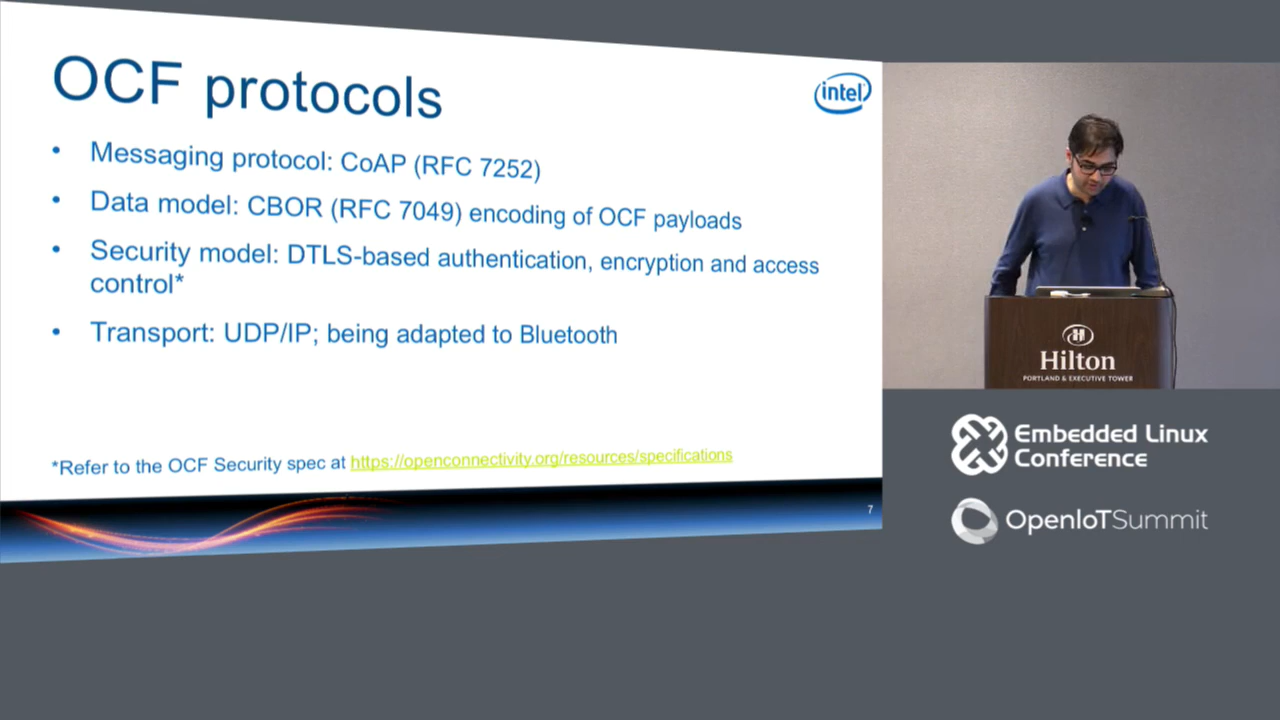 OCF protocols
intel
• Messaging protocol: CoAP (RFC 7252)
• Data model: CBOR (RFC 7049) encoding of OCF payloads
• Security model: DTLS-based authentication, encryption and access
control*
• Transport: UDP/IP; being adapted to Bluetooth
*Refer to the OCF Security spec at https://openconnectivity.org/resources/specifications
7
H
Hilton
PORTLAND & EXECUTIVE TOWER
Embedded Linux
Conference
OpenIoTSummit